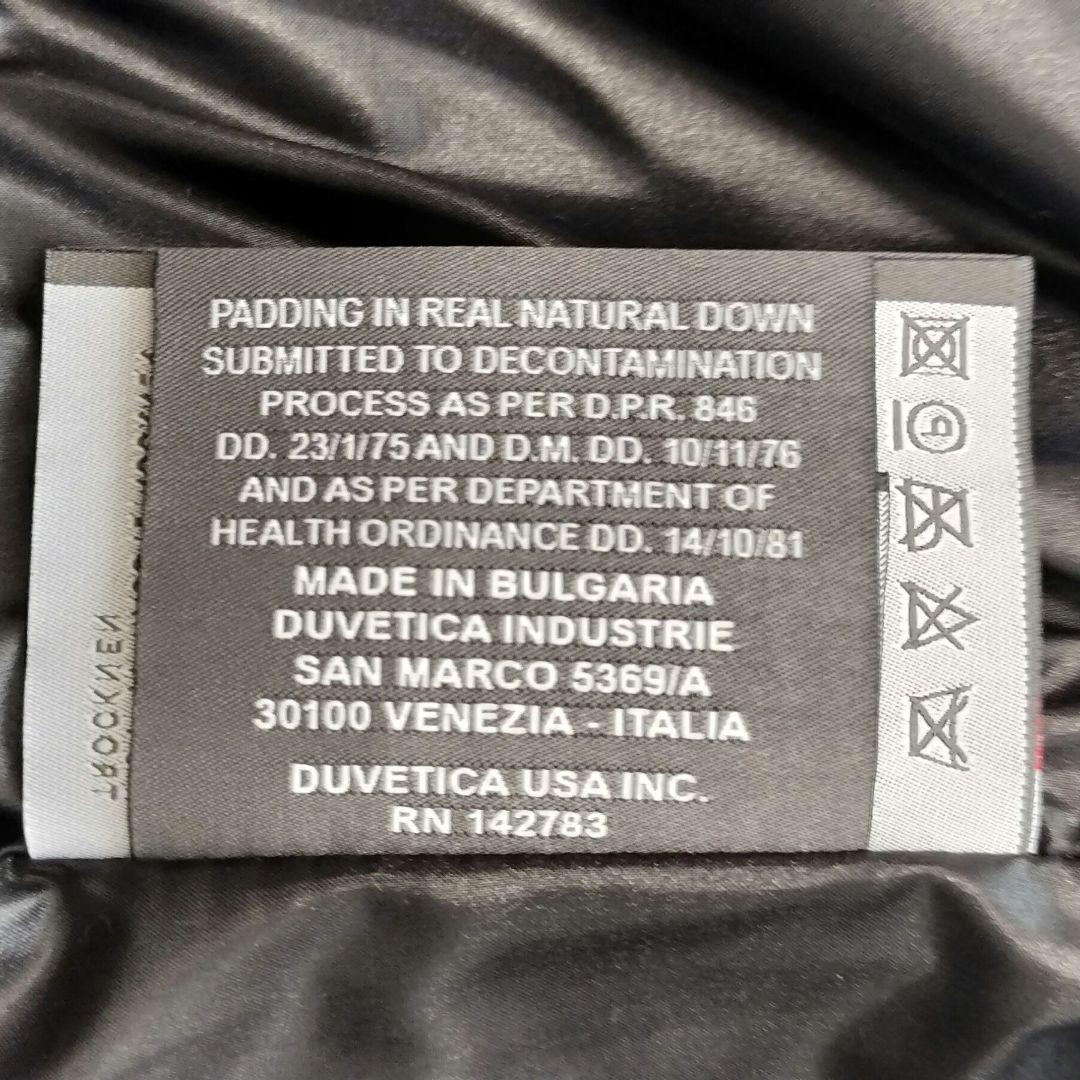 PADDING IN REAL NATURAL DOWN
SUBMITTED TO DECONTAMINATION
PROCESS AS PER D.P.R. 846
DD. 23/1/75 AND D.M. DD. 10/11/76
AND AS PER DEPARTMENT OF
HEALTH ORDINANCE DD. 14/10/81
MADE IN BULGARIA
DUVETICA INDUSTRIE
SAN MARCO 5369/A
30100 VENEZIA - ITALIA
DUVETICA USA INC.
RN 142783
TROCKNEN
P